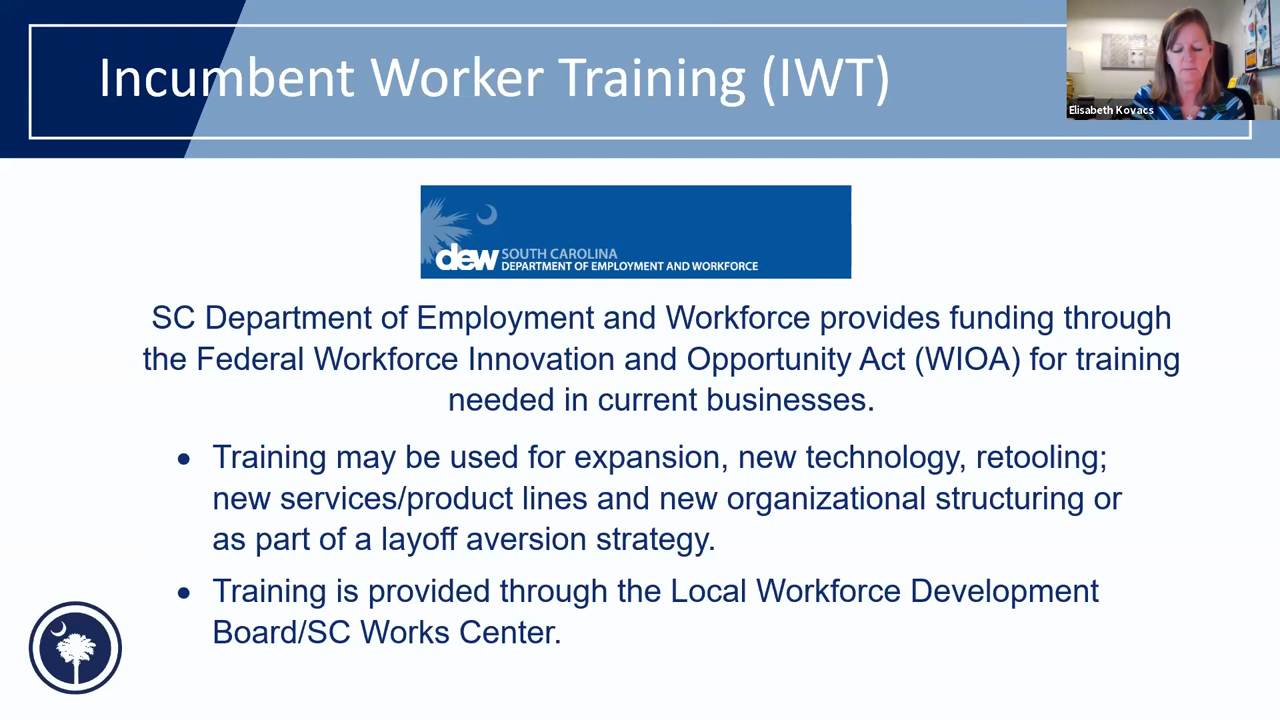 Incumbent Worker Training (IWT)
Elisabeth Kovacs
dew SOUTH CAROLINA
DEPARTMENT OF EMPLOYMENT AND WORKFORCE
SC Department of Employment and Workforce provides funding through
the Federal Workforce Innovation and Opportunity Act (WIOA) for training
needed in current businesses.
• Training may be used for expansion, new technology, retooling;
new services/product lines and new organizational structuring or
as part of a layoff aversion strategy.
• Training is provided through the Local Workforce Development
Board/SC Works Center.